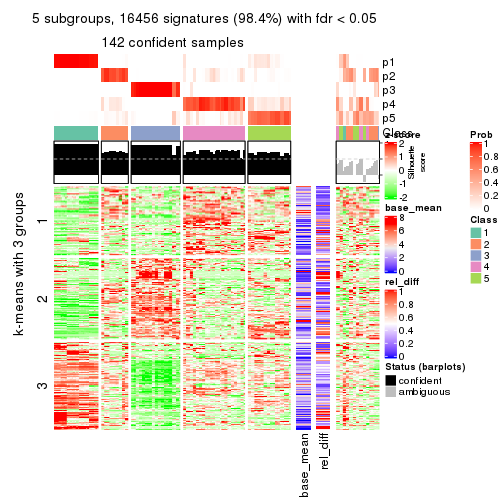 5 subgroups, 16456 signatures (98.4%) with fdr < 0.05
142 confident samples
p1
p2
p3
p4
p5
Class
z-score
2
1
0
-1
-2
Silhouette
score
Prob
1
0.8
0.6
0.4
0.2
0
base_mean
8
6
4
2
0
Class
1
2
3
4
5
rel_diff
1
0.8
0.6
0.4
0.2
0
Status (barplots)
confident
ambiguous
k-means with 3 groups
1
2
3
base_mean
rel_diff